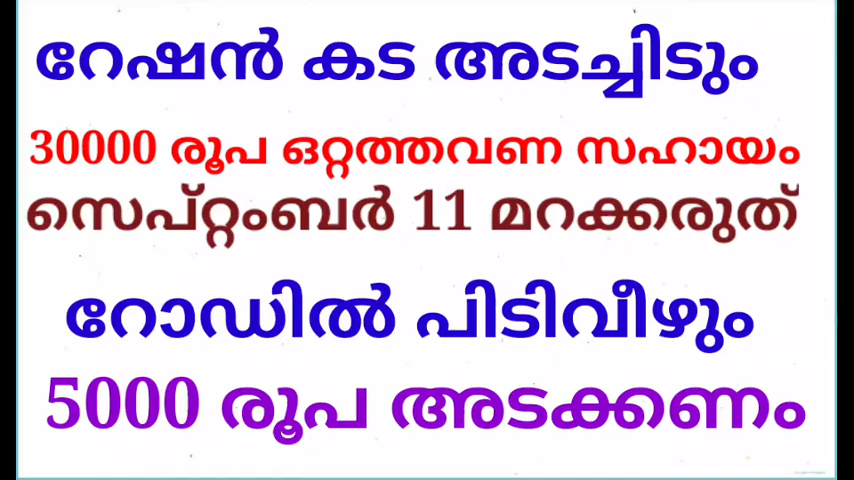 റേഷൻ കട അടച്ചിടും
30000 രൂപ ഒറ്റത്തവണ സഹായം
സെപ്റ്റംബർ 11 മറക്കരുത്
റോഡിൽ പിടിവീഴും
5000 രൂപ അടക്കണം